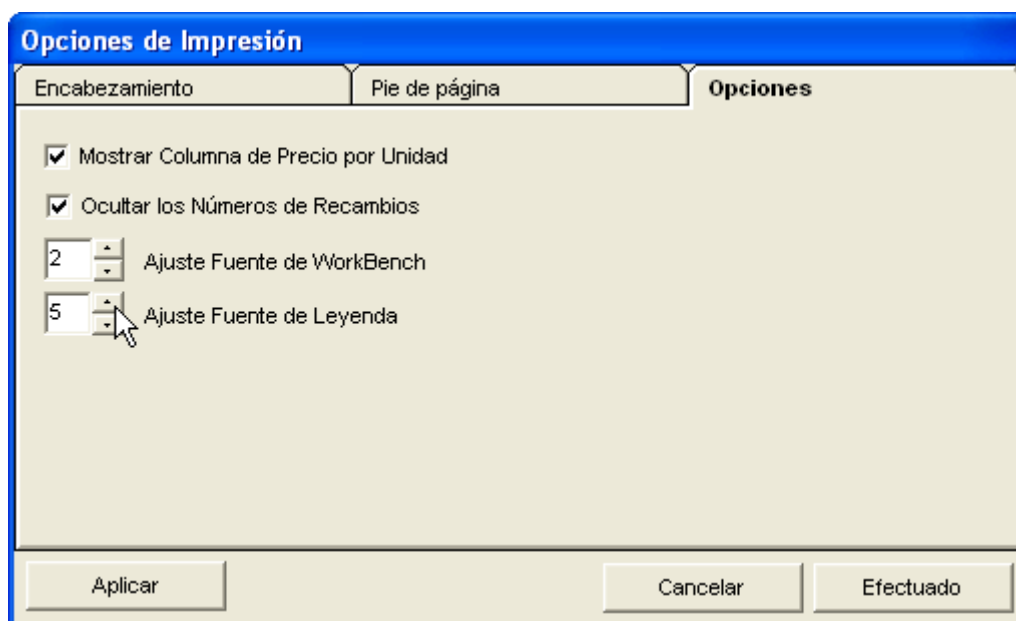 Opciones de Impresión
Encabezamiento Pie de página Opciones
Mostrar Columna de Precio por Unidad
Ocultar los Números de Recambios
2 Ajuste Fuente de WorkBench
5 Ajuste Fuente de Leyenda
Aplicar Cancelar Efectuado